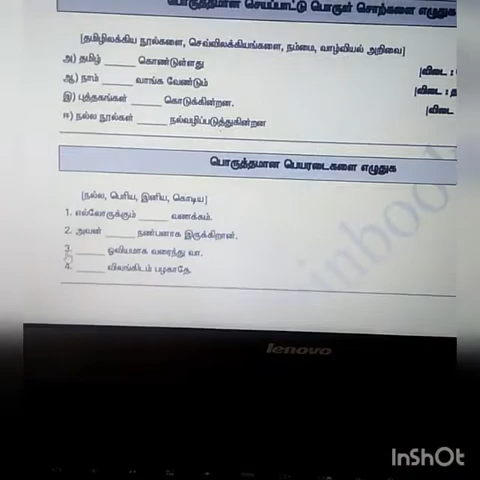 பொருத்தமான செயப்பாட்டு பொருள் சொற்களை எழுதுக
[தமிழிலக்கிய நூல்களை, செவ்விலக்கியங்களை, நம்மை, வாழ்வியல் அறிவை]
அ) தமிழ் ______ கொண்டுள்ளது
[விடை :
ஆ) நாம் ______ வாங்க வேண்டும்
[விடை : த
இ) புத்தகங்கள் ______ கொடுக்கின்றன.
[விடை
ஈ) நல்ல நூல்கள் ______ நல்வழிப்படுத்துகின்றன
பொருத்தமான பெயரடைகளை எழுதுக
[நல்ல, பெரிய, இனிய, கொடிய]
1. எல்லோருக்கும் ______ வணக்கம்.
2. அவன் ______ நண்பனாக இருக்கிறான்.
3. ______ ஓவியமாக வரைந்து வா.
4. ______ விலங்கிடம் பழகாதே.
lenovo
InShOt